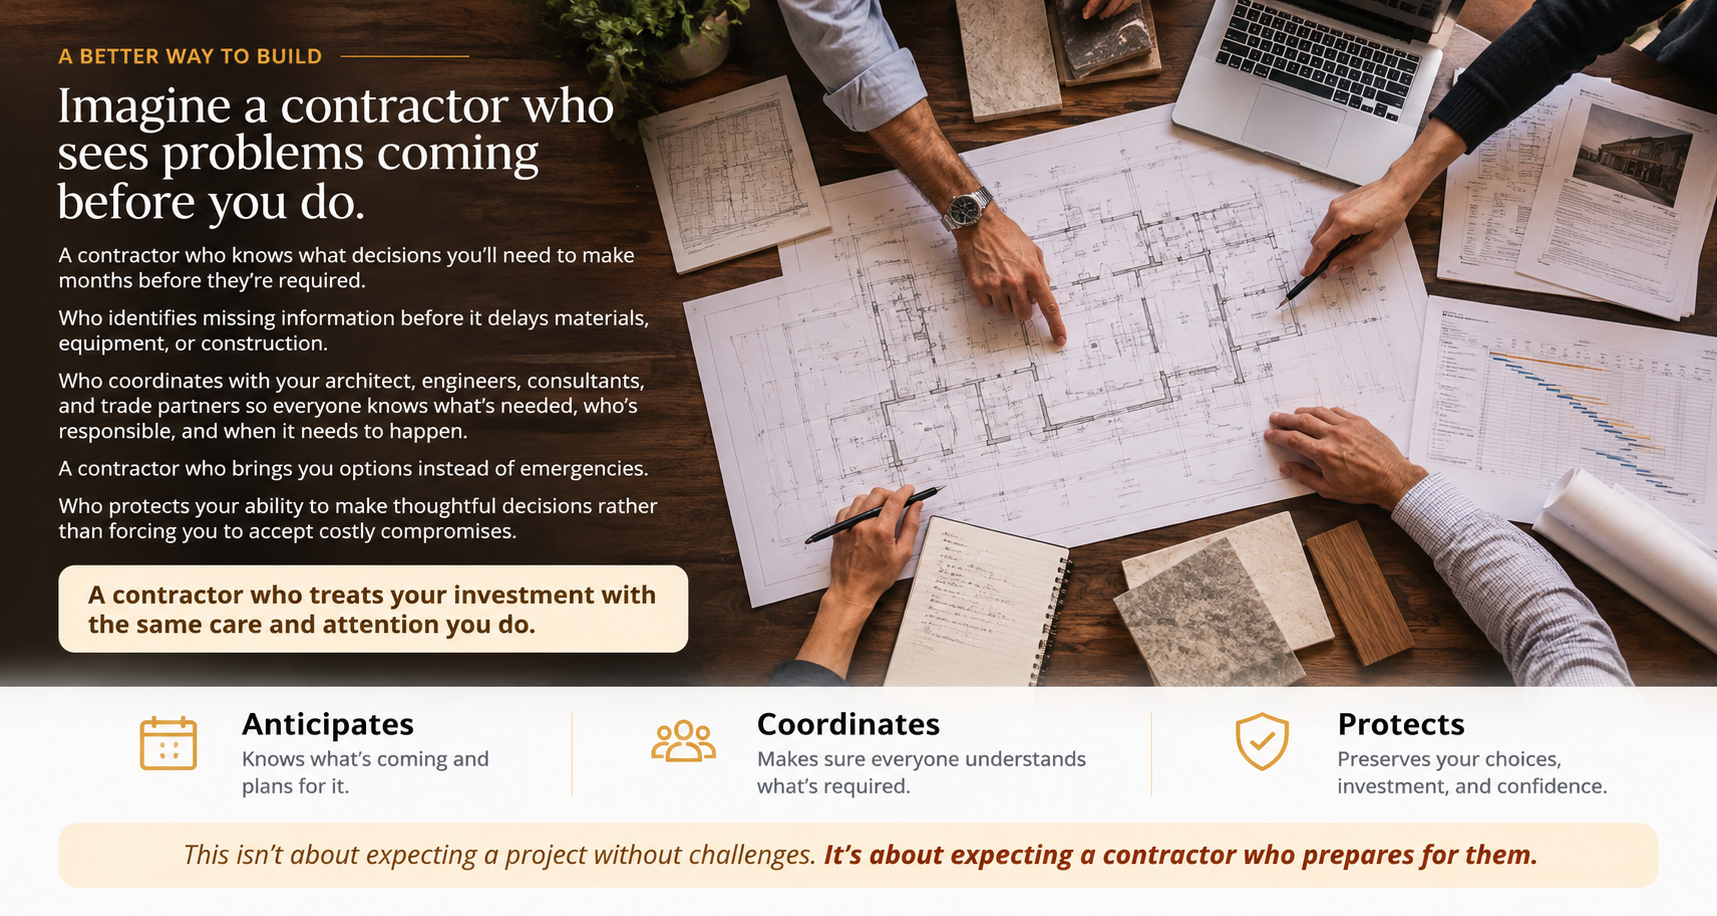 A BETTER WAY TO BUILD
Imagine a contractor who
sees problems coming
before you do.
A contractor who knows what decisions you’ll need to make
months before they’re required.
Who identifies missing information before it delays materials,
equipment, or construction.
Who coordinates with your architect, engineers, consultants,
and trade partners so everyone knows what’s needed, who’s
responsible, and when it needs to happen.
A contractor who brings you options instead of emergencies.
Who protects your ability to make thoughtful decisions rather
than forcing you to accept costly compromises.
A contractor who treats your investment with
the same care and attention you do.
Anticipates
Knows what’s coming and
plans for it.
Coordinates
Makes sure everyone understands
what’s required.
Protects
Preserves your choices,
investment, and confidence.
This isn’t about expecting a project without challenges. It’s about expecting a contractor who prepares for them.